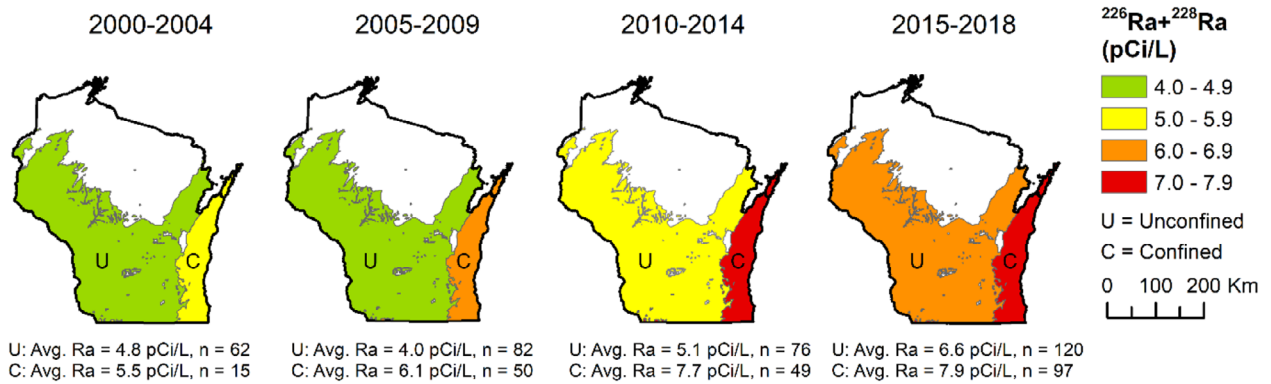 2000-2004
2005-2009
2010-2014
2015-2018
²²⁶Ra+²²⁸Ra
(pCi/L)
4.0 - 4.9
5.0 - 5.9
6.0 - 6.9
7.0 - 7.9
U = Unconfined
C = Confined
0 100 200 Km
U C
U C
U C
U C
U: Avg. Ra = 4.8 pCi/L, n = 62
C: Avg. Ra = 5.5 pCi/L, n = 15
U: Avg. Ra = 4.0 pCi/L, n = 82
C: Avg. Ra = 6.1 pCi/L, n = 50
U: Avg. Ra = 5.1 pCi/L, n = 76
C: Avg. Ra = 7.7 pCi/L, n = 49
U: Avg. Ra = 6.6 pCi/L, n = 120
C: Avg. Ra = 7.9 pCi/L, n = 97